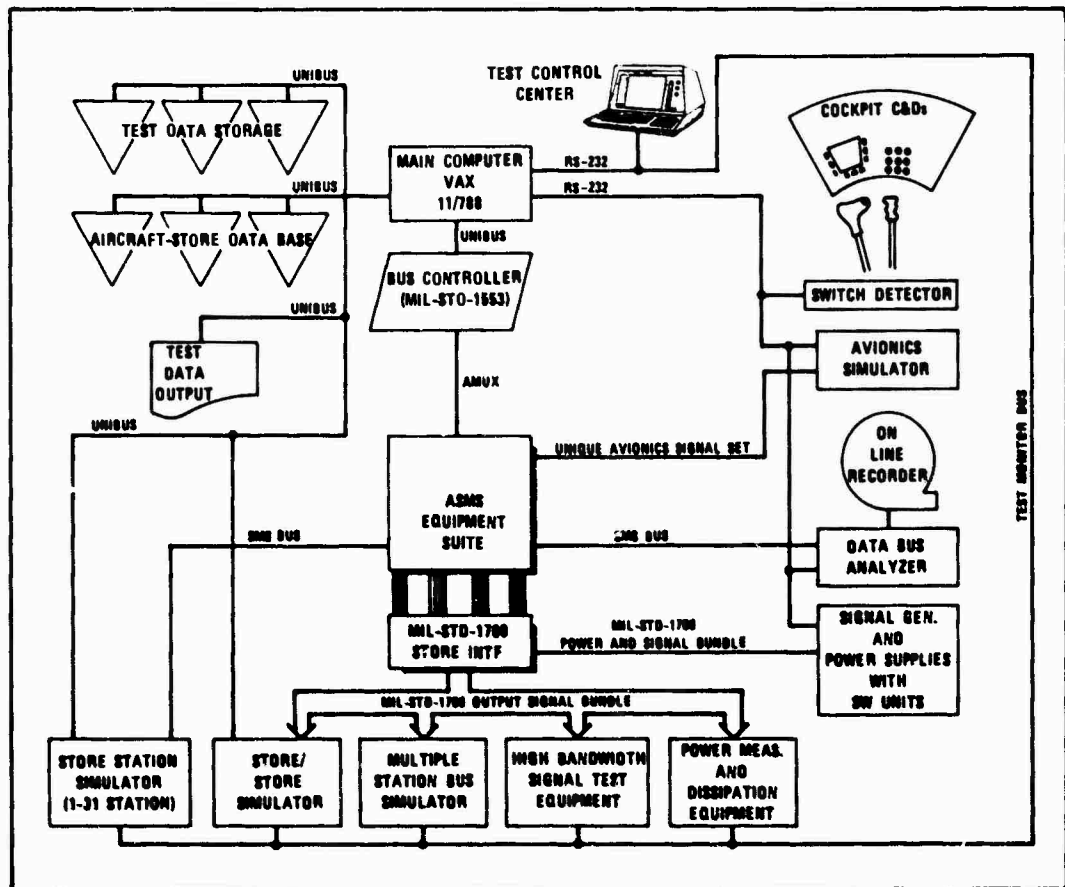 UNIBUS
TEST DATA STORAGE
TEST CONTROL
CENTER
COCKPIT C&Ds
MAIN COMPUTER
VAX
11/788
RS-232
RS-232
UNIBUS
AIRCRAFT-STORE DATA BASE
UNIBUS
BUS CONTROLLER
(MIL-STD-1553)
SWITCH DETECTOR
UNIBUS
TEST
DATA
OUTPUT
AMUX
AVIONICS
SIMULATOR
UNIBUS
UNIQUE AVIONICS SIGNAL SET
ON
LINE
RECORDER
TEST MONITOR BUS
ASMS
EQUIPMENT
SUITE
SMS BUS
SMS BUS
DATA BUS
ANALYZER
MIL-STD-1760
STORE INTF
MIL-STD-1760
POWER AND SIGNAL BUNDLE
SIGNAL GEN.
AND
POWER SUPPLIES
WITH
SW UNITS
MIL-STD-1760 OUTPUT SIGNAL BUNDLE
STORE STATION
SIMULATOR
(1-31 STATION)
STORE/
STORE
SIMULATOR
MULTIPLE
STATION BUS
SIMULATOR
HIGH BANDWIDTH
SIGNAL TEST
EQUIPMENT
POWER MEAS.
AND
DISSIPATION
EQUIPMENT